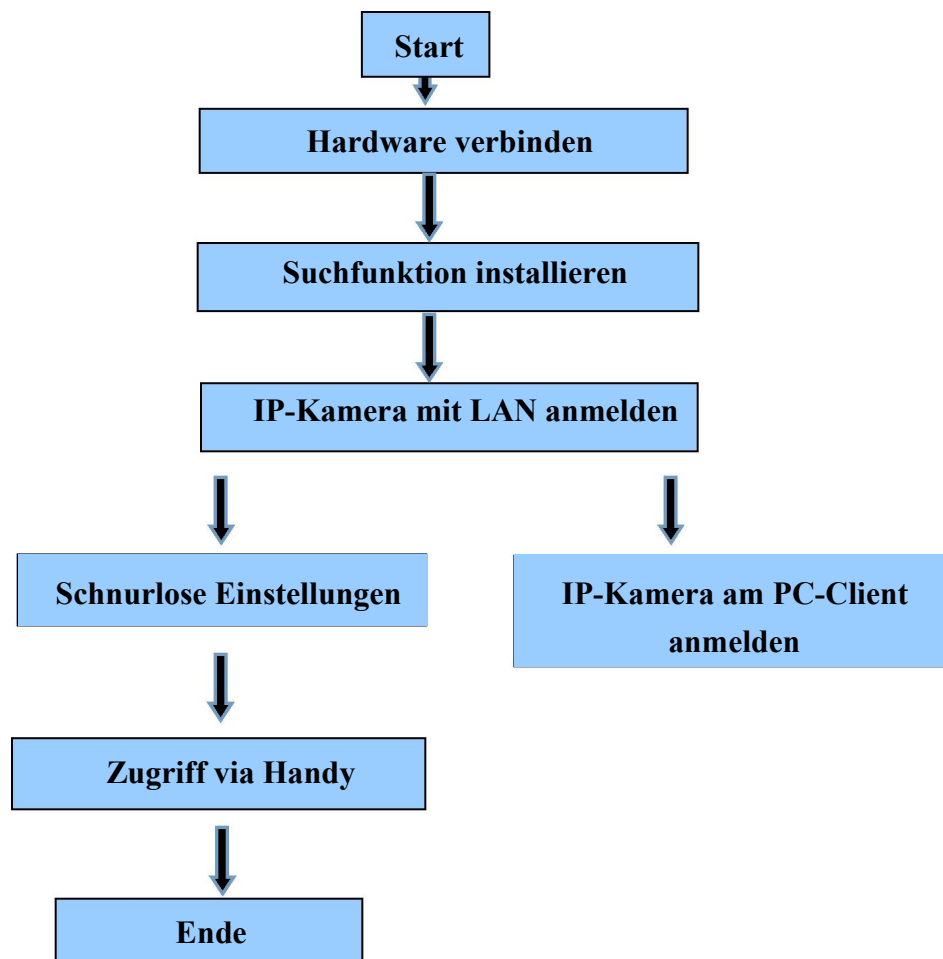 Start
Hardware verbinden
Suchfunktion installieren
IP-Kamera mit LAN anmelden
Schnurlose Einstellungen
IP-Kamera am PC-Client
anmelden
Zugriff via Handy
Ende